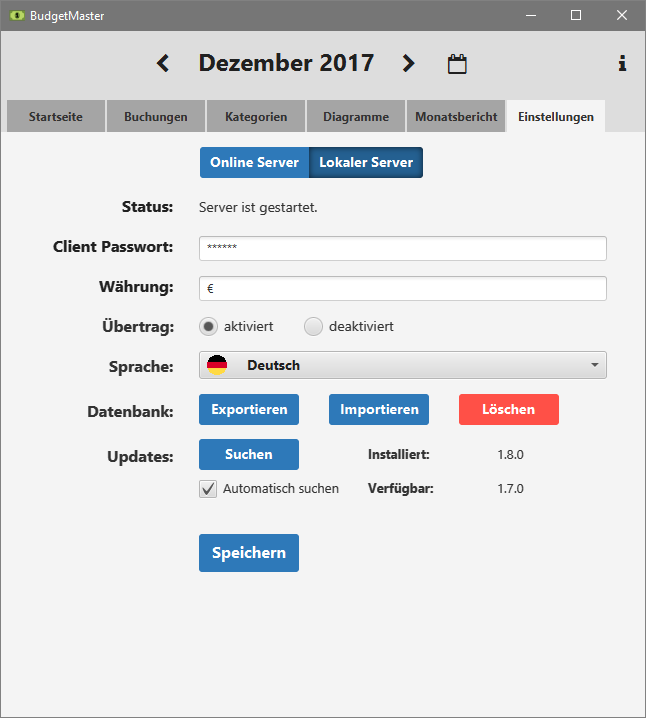 BudgetMaster
Dezember 2017
Startseite Buchungen Kategorien Diagramme Monatsbericht Einstellungen
Online Server Lokaler Server
Status: Server ist gestartet.
Client Passwort: ******
Währung: €
Übertrag: aktiviert deaktiviert
Sprache: Deutsch
Datenbank: Exportieren Importieren Löschen
Updates: Suchen Installiert: 1.8.0
Automatisch suchen Verfügbar: 1.7.0
Speichern